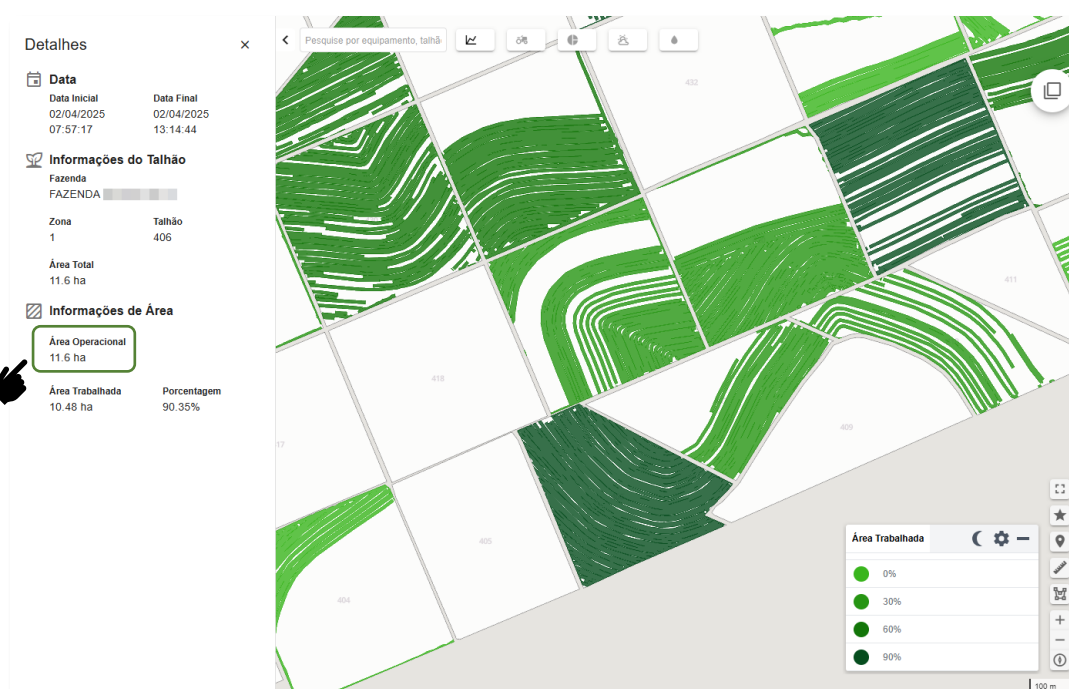 Detalhes
Data
Data Inicial
Data Final
02/04/2025
02/04/2025
07:57:17
13:14:44
Informações do Talhão
Fazenda
FAZENDA
Zona
Talhão
1
406
Área Total
11.6 ha
Informações de Área
Área Operacional
11.6 ha
Área Trabalhada
Porcentagem
10.48 ha
90.35%
Pesquise por equipamento, talhã
432
411
418
409
17
405
404
Área Trabalhada
0%
30%
60%
90%
100 m